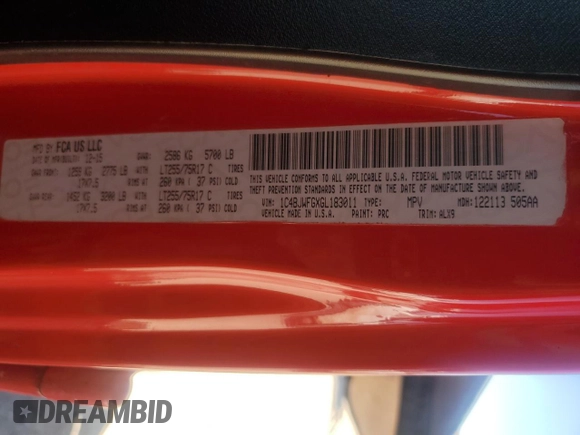 MFD BY FCA US LLC
DATE OF MFR 12-15 GVWR: 2586 KG 5700 LB
GAWR FRONT: 1259 KG 2775 LB WITH LT255/75R17 C TIRES
17X7.5 RIMS AT 260 KPA ( 37 PSI) COLD
GAWR REAR: 1452 KG 3200 LB WITH LT255/75R17 C TIRES
17X7.5 RIMS AT 260 KPA ( 37 PSI) COLD
THIS VEHICLE CONFORMS TO ALL APPLICABLE U.S.A. FEDERAL MOTOR VEHICLE SAFETY
AND THEFT PREVENTION STANDARDS IN EFFECT ON THE DATE OF MANUFACTURE SHOWN ABOVE.
VIN: 1C4BJWFGXGL183011 TYPE: MPV MDH: 122113 505AA
VEHICLE MADE IN U.S.A. PAINT: PRC TRIM: ALX9
DREAMBID